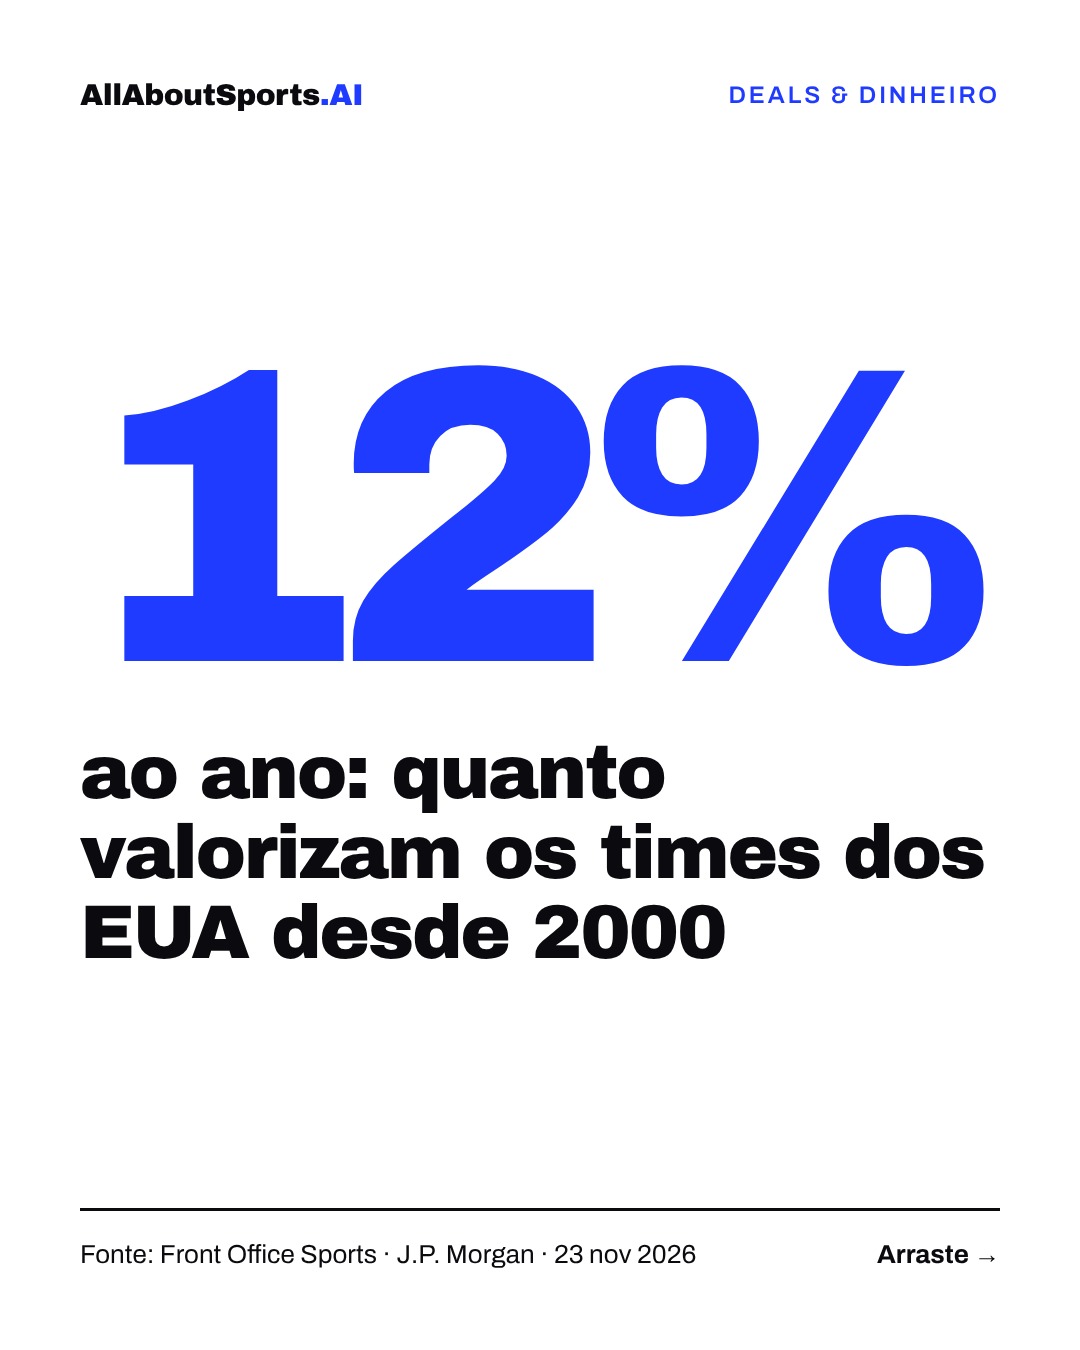 AllAboutSports.AI
DEALS & DINHEIRO
12%
ao ano: quanto
valorizam os times dos
EUA desde 2000
Fonte: Front Office Sports · J.P. Morgan · 23 nov 2026
Arraste →